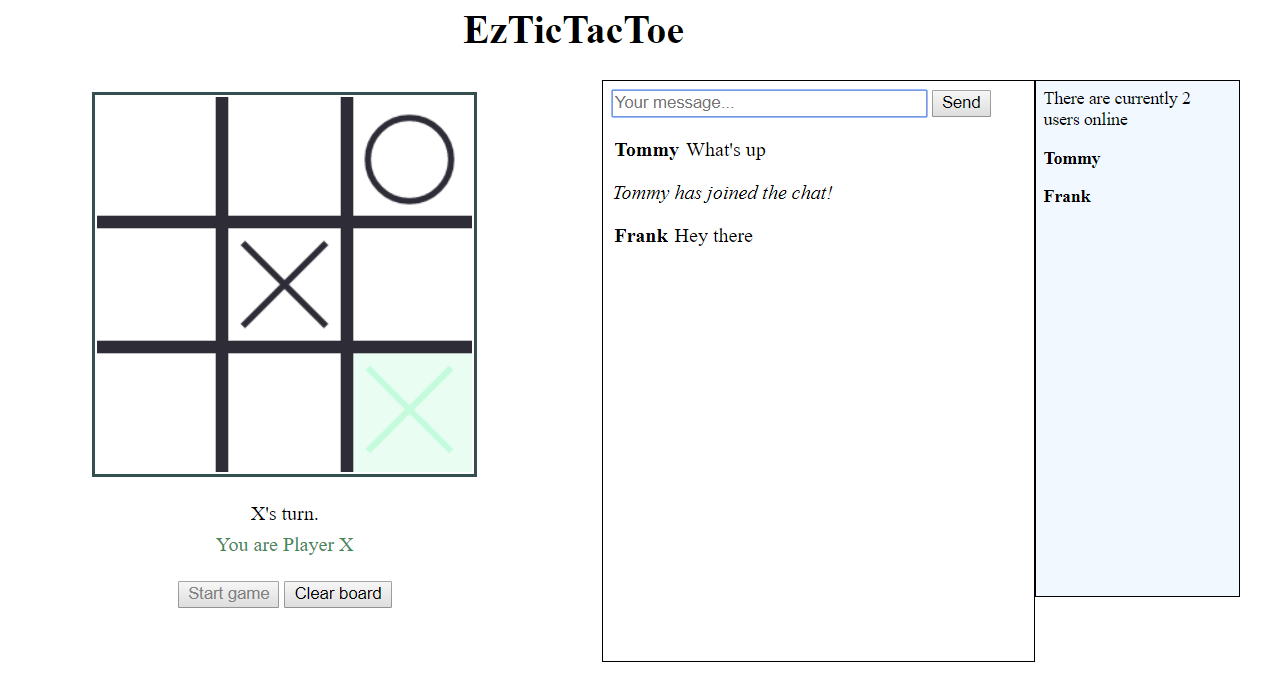 EzTicTacToe
X's turn.
You are Player X
Start game
Clear board
Your message...
Send
Tommy What's up
Tommy has joined the chat!
Frank Hey there
There are currently 2
users online
Tommy
Frank